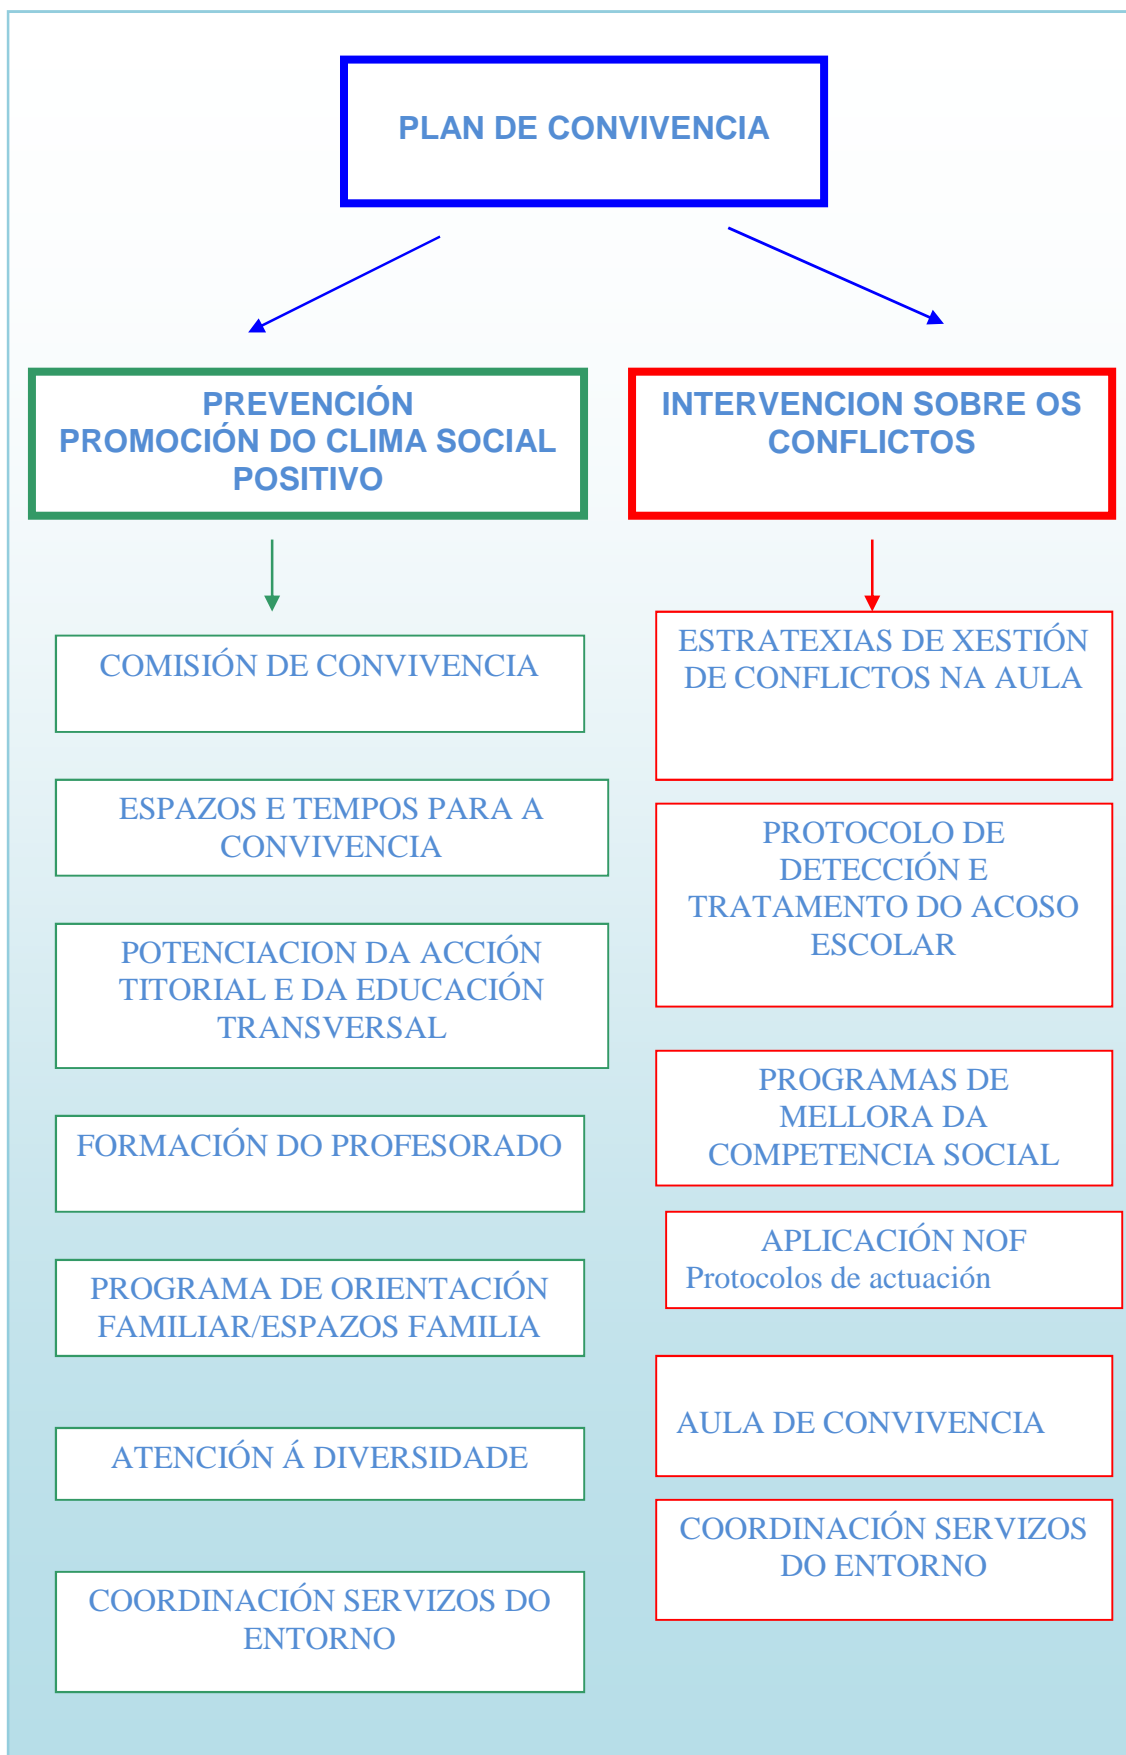 PLAN DE CONVIVENCIA
PREVENCIÓN
PROMOCIÓN DO CLIMA SOCIAL
POSITIVO
COMISIÓN DE CONVIVENCIA
ESPAZOS E TEMPOS PARA A
CONVIVENCIA
POTENCIACION DA ACCIÓN
TITORIAL E DA EDUCACIÓN
TRANSVERSAL
FORMACIÓN DO PROFESORADO
PROGRAMA DE ORIENTACIÓN
FAMILIAR/ESPAZOS FAMILIA
ATENCIÓN Á DIVERSIDADE
COORDINACIÓN SERVIZOS DO
ENTORNO
INTERVENCION SOBRE OS
CONFLICTOS
ESTRATEXIAS DE XESTIÓN
DE CONFLICTOS NA AULA
PROTOCOLO DE
DETECCIÓN E
TRATAMENTO DO ACOSO
ESCOLAR
PROGRAMAS DE
MELLORA DA
COMPETENCIA SOCIAL
APLICACIÓN NOF
Protocolos de actuación
AULA DE CONVIVENCIA
COORDINACIÓN SERVIZOS
DO ENTORNO